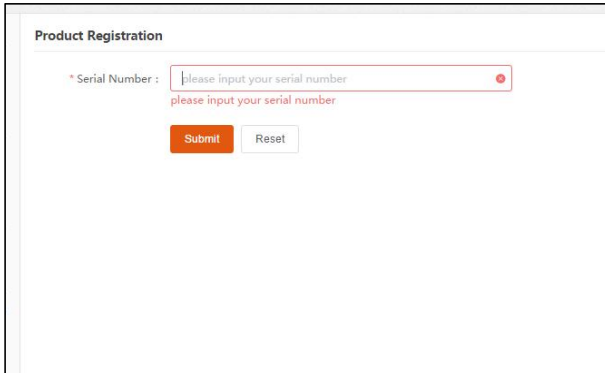 Product Registration
* Serial Number :
please input your serial number
please input your serial number
Submit
Reset